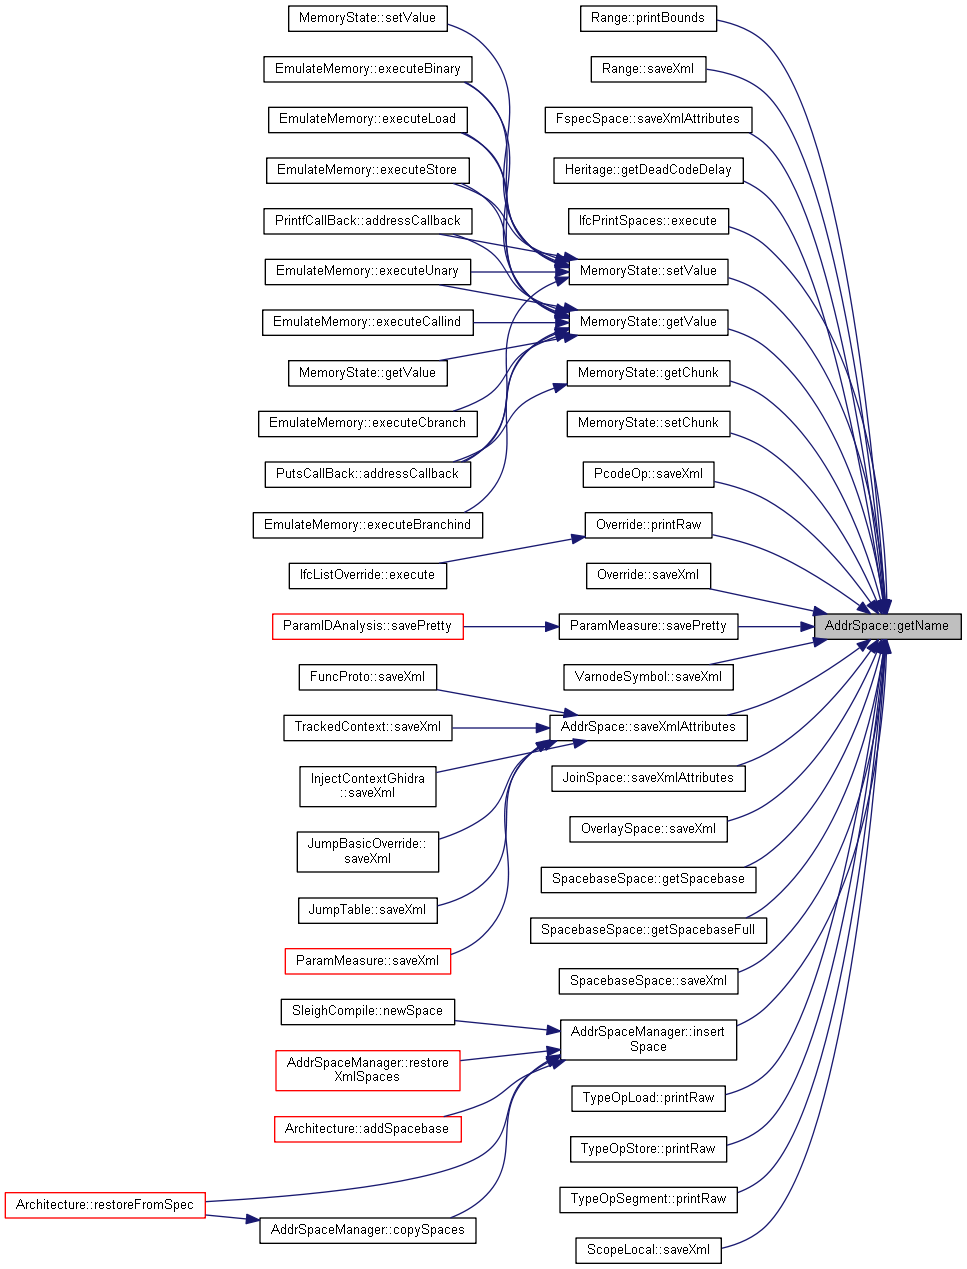 MemoryState::setValue
EmulateMemory::executeBinary
EmulateMemory::executeLoad
EmulateMemory::executeStore
PrintfCallBack::addressCallback
EmulateMemory::executeUnary
EmulateMemory::executeCallind
MemoryState::getValue
EmulateMemory::executeCbranch
PutsCallBack::addressCallback
EmulateMemory::executeBranchind
IfcListOverride::execute
ParamIDAnalysis::savePretty
FuncProto::saveXml
TrackedContext::saveXml
InjectContextGhidra
::saveXml
JumpBasicOverride::
saveXml
JumpTable::saveXml
ParamMeasure::saveXml
SleighCompile::newSpace
AddrSpaceManager::restore
XmlSpaces
Architecture::addSpacebase
Architecture::restoreFromSpec
AddrSpaceManager::copySpaces
Range::printBounds
Range::saveXml
FspecSpace::saveXmlAttributes
Heritage::getDeadCodeDelay
IfcPrintSpaces::execute
MemoryState::setValue
MemoryState::getValue
MemoryState::getChunk
MemoryState::setChunk
PcodeOp::saveXml
Override::printRaw
Override::saveXml
ParamMeasure::savePretty
VarnodeSymbol::saveXml
AddrSpace::saveXmlAttributes
JoinSpace::saveXmlAttributes
OverlaySpace::saveXml
SpacebaseSpace::getSpacebase
SpacebaseSpace::getSpacebaseFull
SpacebaseSpace::saveXml
AddrSpaceManager::insert
Space
TypeOpLoad::printRaw
TypeOpStore::printRaw
TypeOpSegment::printRaw
ScopeLocal::saveXml
AddrSpace::getName